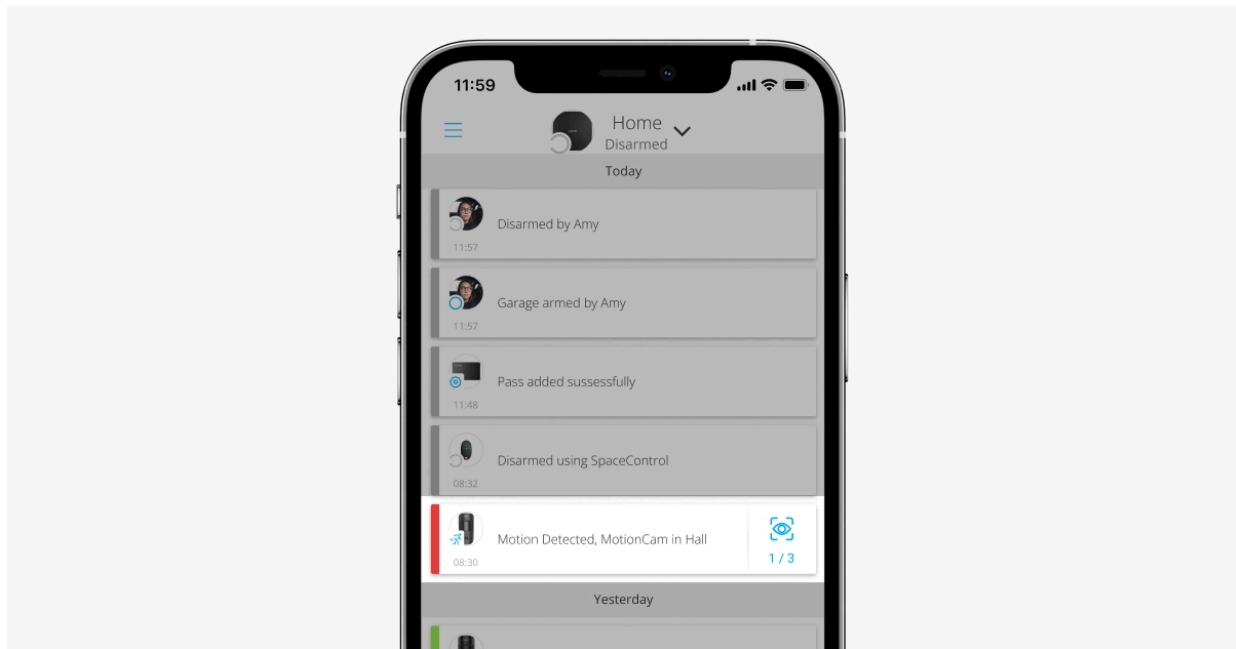 11:59
Home
Disarmed
Today
Disarmed by Amy
11:57
Garage armed by Amy
11:57
Pass added sussessfully
11:48
Disarmed using SpaceControl
08:32
Motion Detected, MotionCam in Hall
08:30
1 / 3
Yesterday